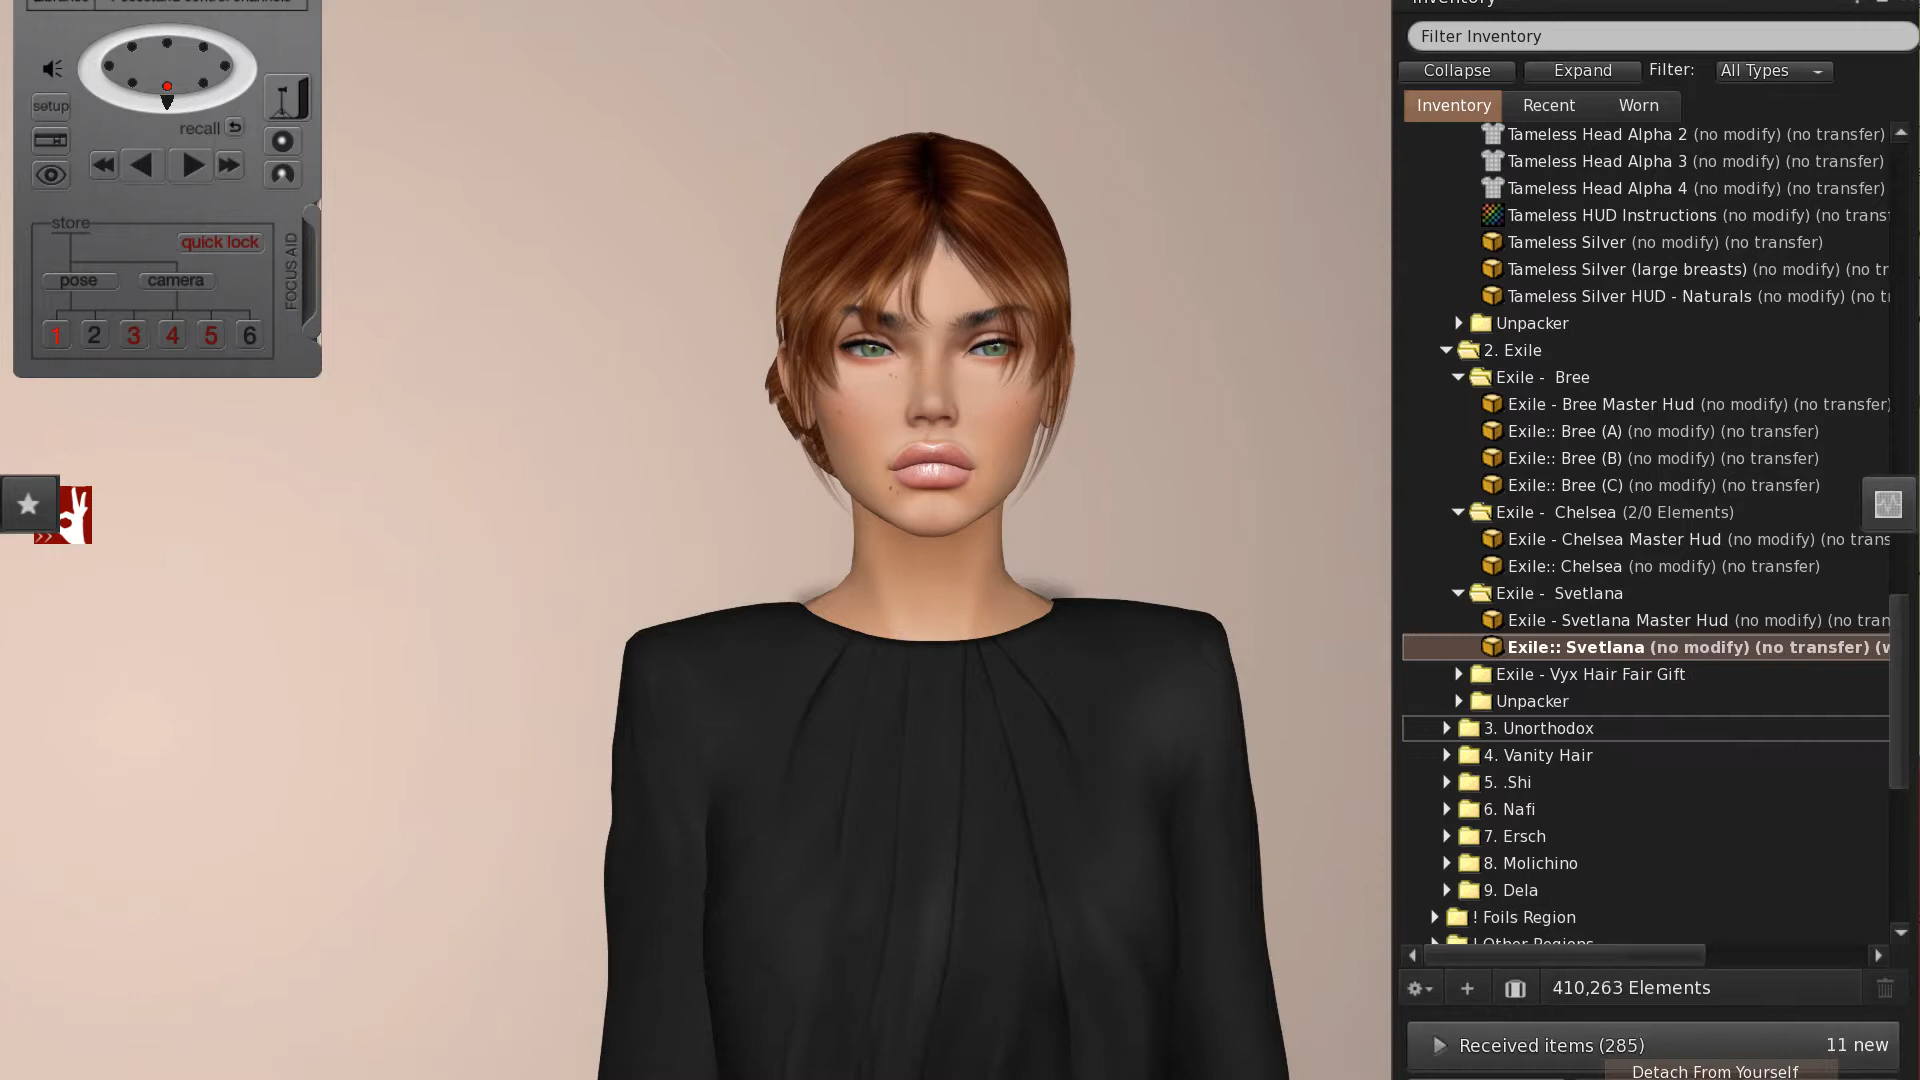 setup
recall
store
quick lock
pose
camera
1 2 3 4 5 6
FOCUS AID
Inventory
Filter Inventory
Collapse Expand Filter: All Types
Inventory Recent Worn
Tameless Head Alpha 2 (no modify) (no transfer)
Tameless Head Alpha 3 (no modify) (no transfer)
Tameless Head Alpha 4 (no modify) (no transfer)
Tameless HUD Instructions (no modify) (no transf
Tameless Silver (no modify) (no transfer)
Tameless Silver (large breasts) (no modify) (no tr
Tameless Silver HUD - Naturals (no modify) (no t
Unpacker
2. Exile
Exile - Bree
Exile - Bree Master Hud (no modify) (no transfer)
Exile:: Bree (A) (no modify) (no transfer)
Exile:: Bree (B) (no modify) (no transfer)
Exile:: Bree (C) (no modify) (no transfer)
Exile - Chelsea (2/0 Elements)
Exile - Chelsea Master Hud (no modify) (no trans
Exile:: Chelsea (no modify) (no transfer)
Exile - Svetlana
Exile - Svetlana Master Hud (no modify) (no tran
Exile:: Svetlana (no modify) (no transfer) (w
Exile - Vyx Hair Fair Gift
Unpacker
3. Unorthodox
4. Vanity Hair
5. .Shi
6. Nafi
7. Ersch
8. Molichino
9. Dela
! Foils Region
! Other Regions
410,263 Elements
Received items (285) 11 new
Detach From Yourself